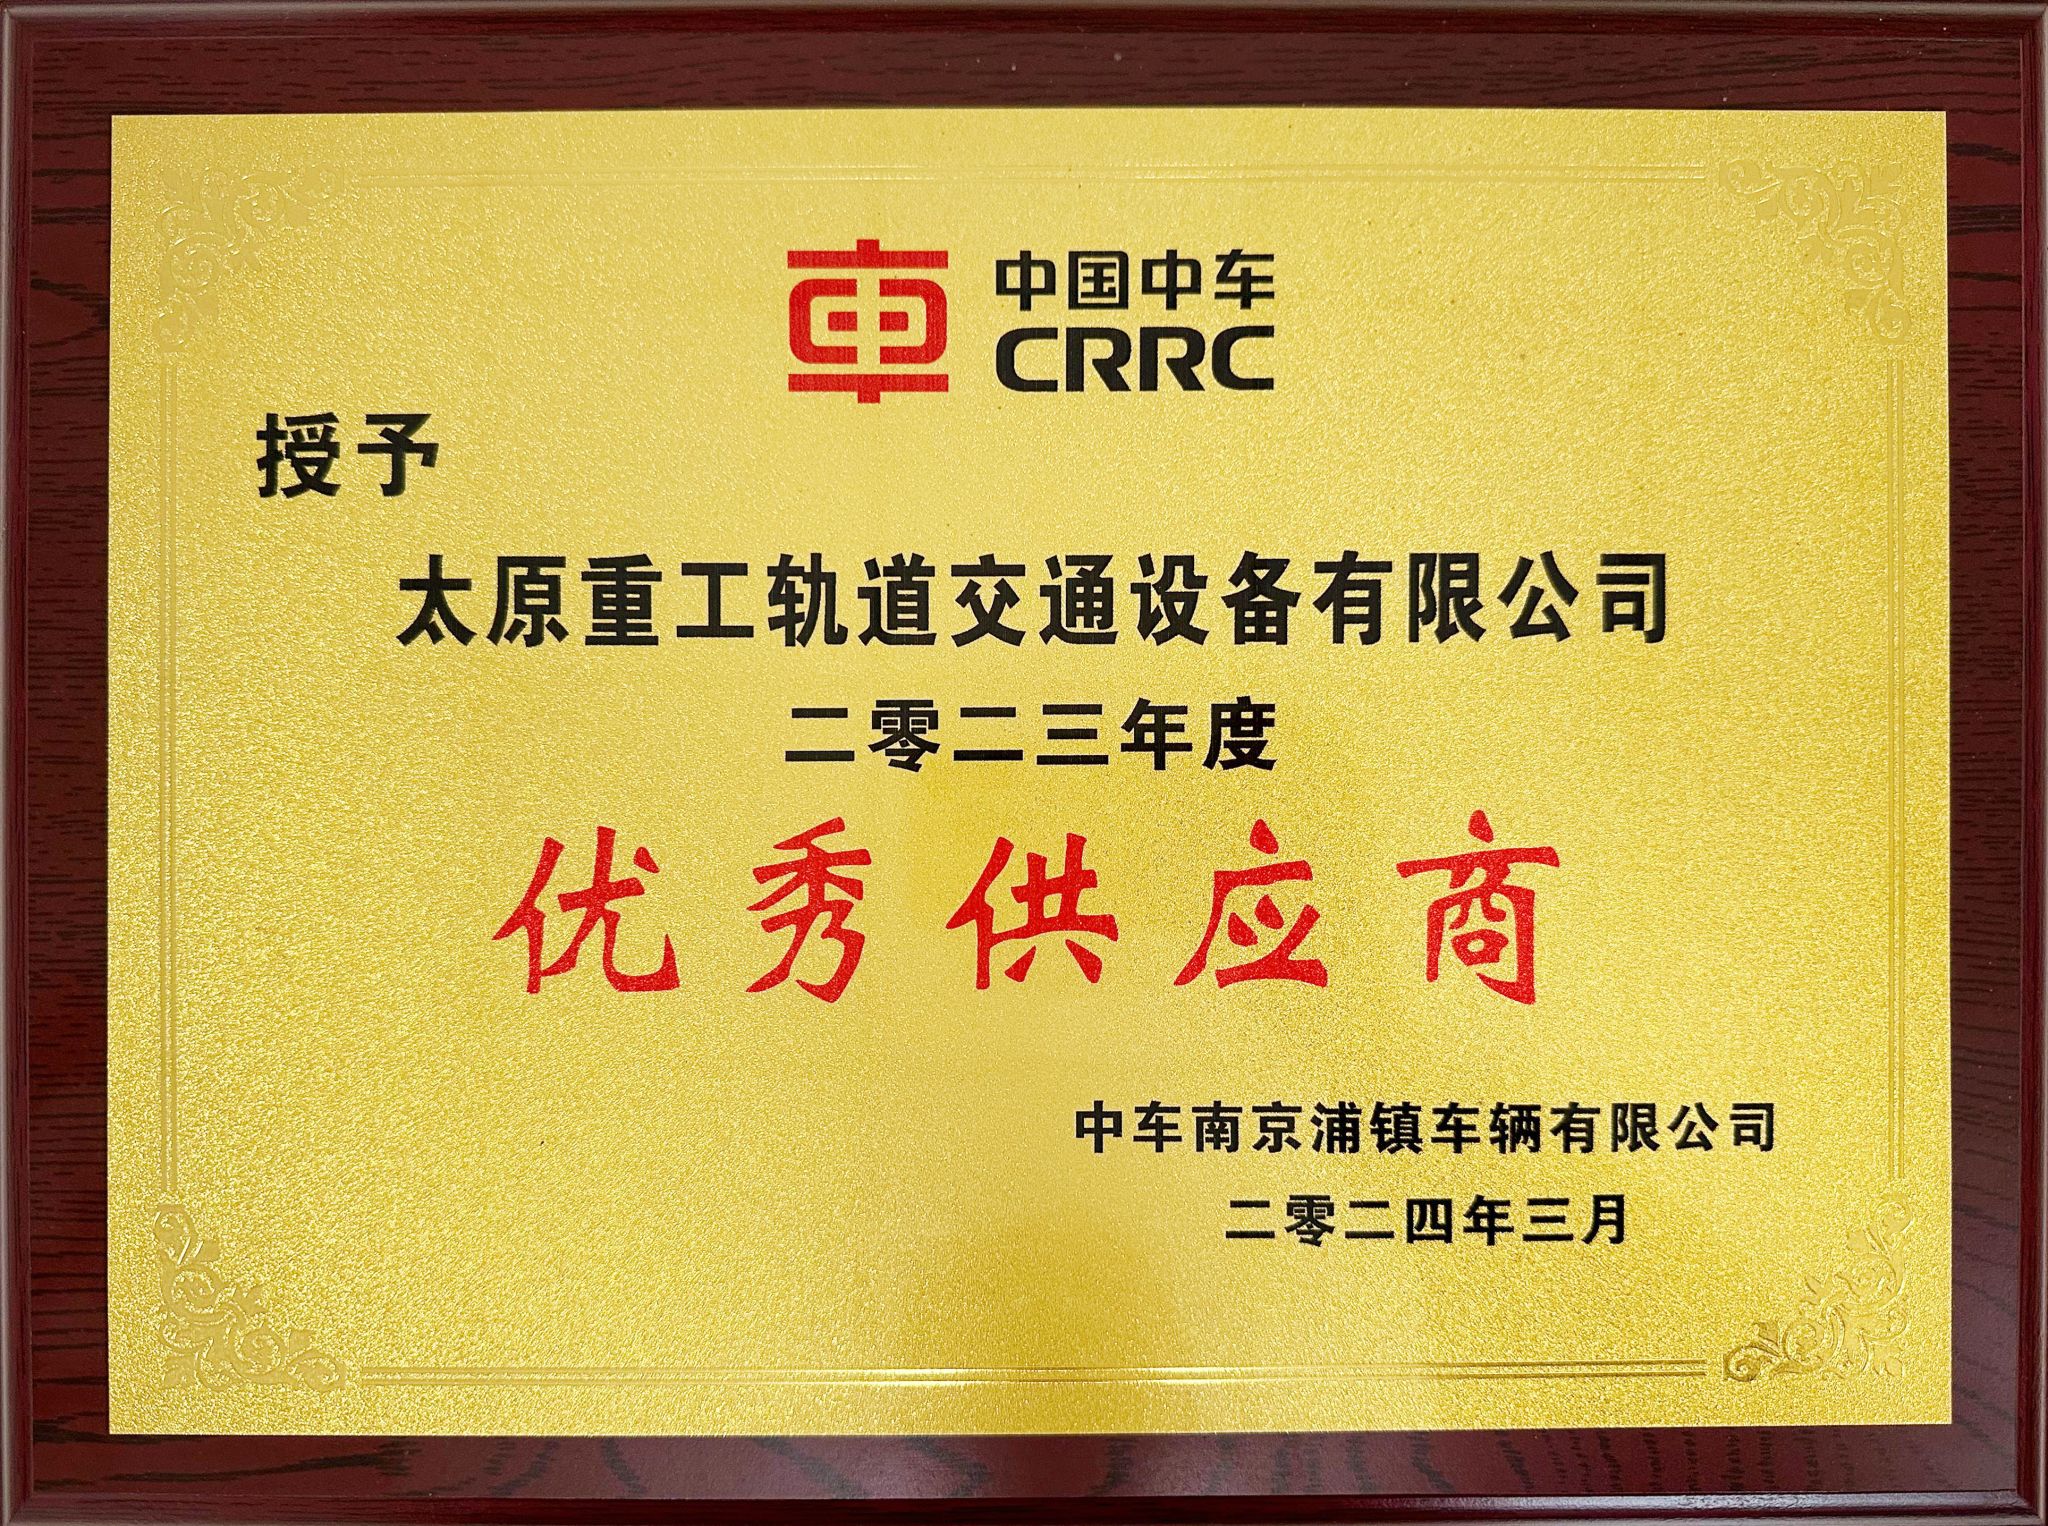 中国中车
CRRC
授予
太原重工轨道交通设备有限公司
二零二三年度
优秀供应商
中车南京浦镇车辆有限公司
二零二四年三月